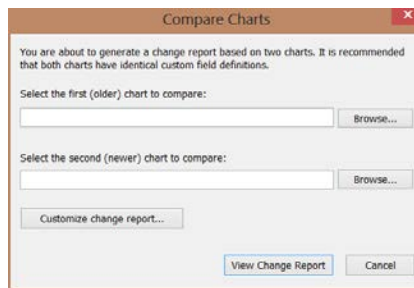 Compare Charts
You are about to generate a change report based on two charts. It is recommended
that both charts have identical custom field definitions.
Select the first (older) chart to compare:
Browse...
Select the second (newer) chart to compare:
Browse...
Customize change report...
View Change Report
Cancel